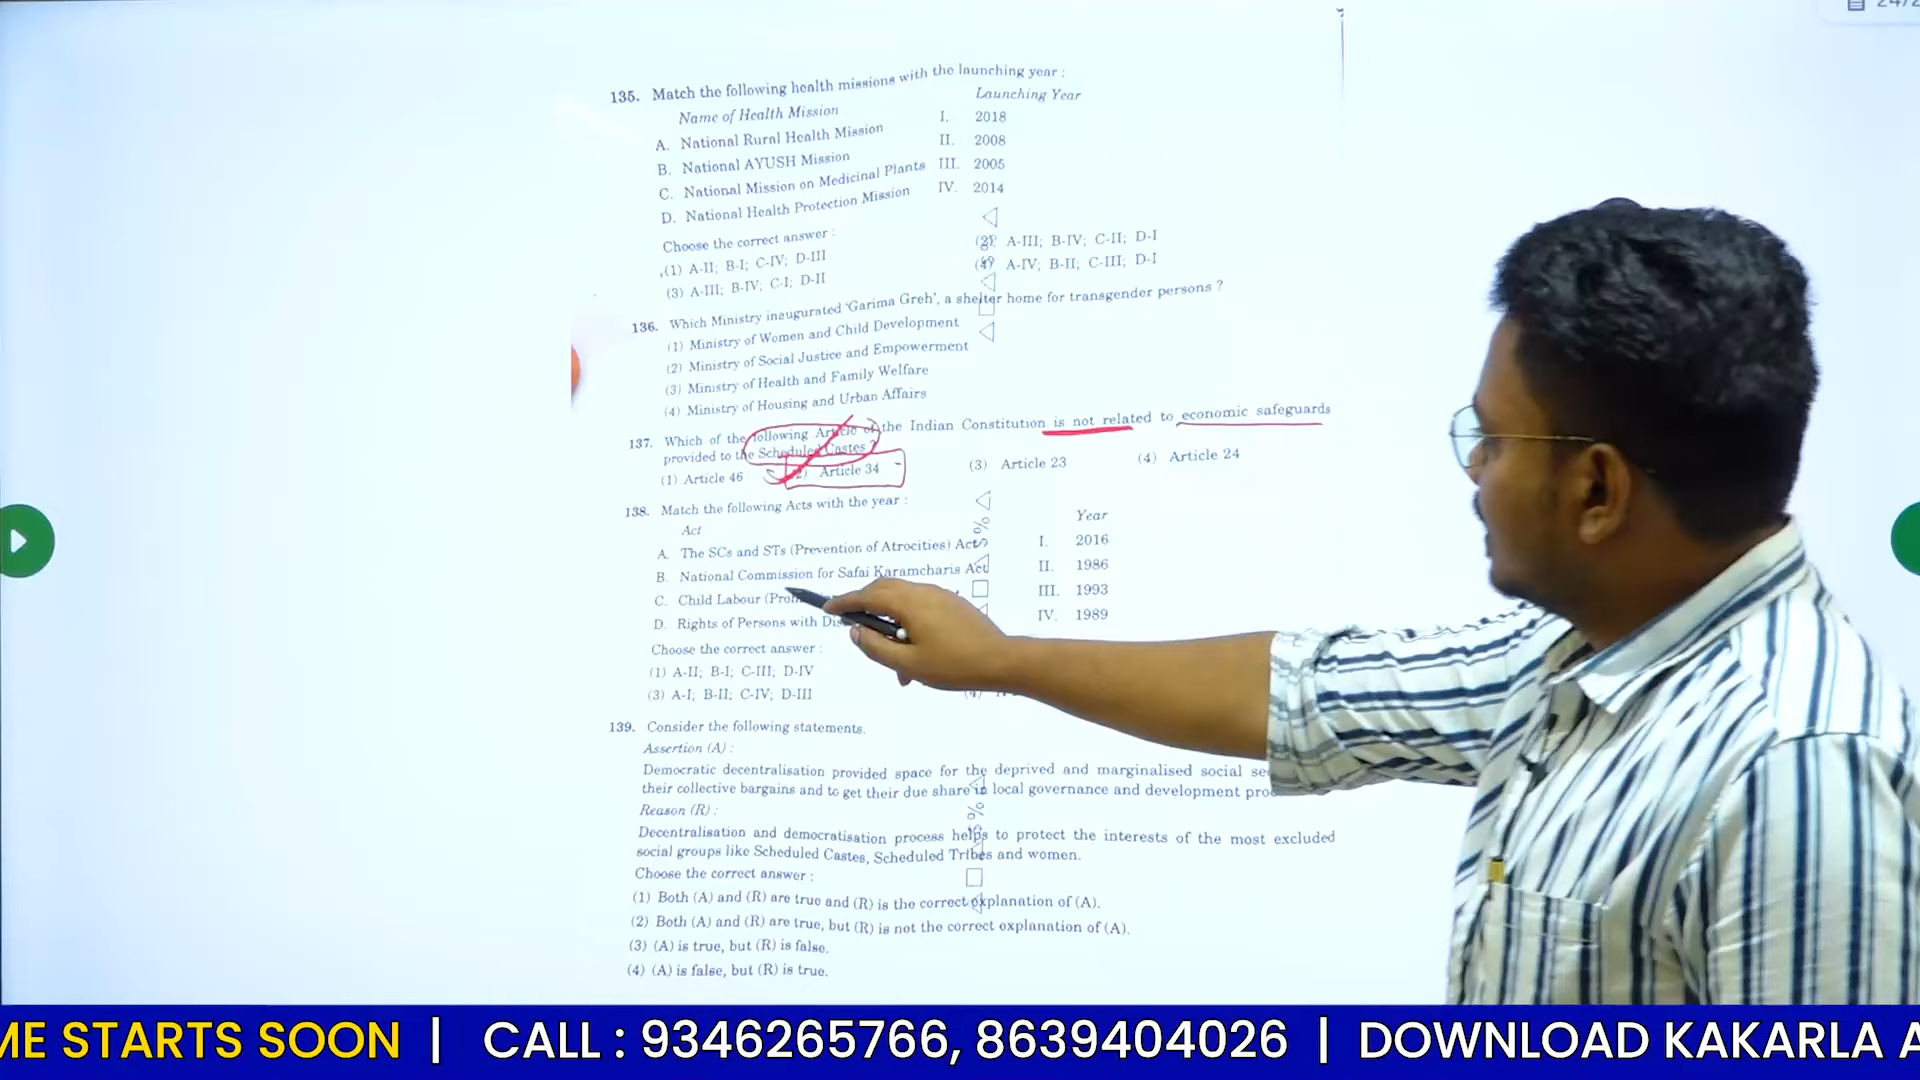 24/2
135. Match the following health missions with the launching year :
Name of Health Mission
Launching Year
A. National Rural Health Mission
I. 2018
B. National AYUSH Mission
II. 2008
C. National Mission on Medicinal Plants
III. 2005
D. National Health Protection Mission
IV. 2014
Choose the correct answer :
(1) A-II; B-I; C-IV; D-III
(2) A-III; B-IV; C-II; D-I
(3) A-III; B-IV; C-I; D-II
(4) A-IV; B-II; C-III; D-I
136. Which Ministry inaugurated 'Garima Greh', a shelter home for transgender persons ?
(1) Ministry of Women and Child Development
(2) Ministry of Social Justice and Empowerment
(3) Ministry of Health and Family Welfare
(4) Ministry of Housing and Urban Affairs
137. Which of the following Article of the Indian Constitution is not related to economic safeguards
provided to the Scheduled Castes ?
(1) Article 46 (2) Article 34 (3) Article 23 (4) Article 24
138. Match the following Acts with the year :
Act
Year
A. The SCs and STs (Prevention of Atrocities) Act
I. 2016
B. National Commission for Safai Karamcharis Act
II. 1986
C. Child Labour
III. 1993
D. Rights of Persons with
IV. 1989
Choose the correct answer :
(1) A-II; B-I; C-III; D-IV
(3) A-I; B-II; C-IV; D-III
(4)
139. Consider the following statements.
Assertion (A) :
Democratic decentralisation provided space for the deprived and marginalised social
their collective bargains and to get their due share in local governance and development
Reason (R) :
Decentralisation and democratisation process helps to protect the interests of the most excluded
social groups like Scheduled Castes, Scheduled Tribes and women.
Choose the correct answer :
(1) Both (A) and (R) are true and (R) is the correct explanation of (A).
(2) Both (A) and (R) are true, but (R) is not the correct explanation of (A).
(3) (A) is true, but (R) is false.
(4) (A) is false, but (R) is true.
ME STARTS SOON | CALL : 9346265766, 8639404026 | DOWNLOAD KAKARLA A